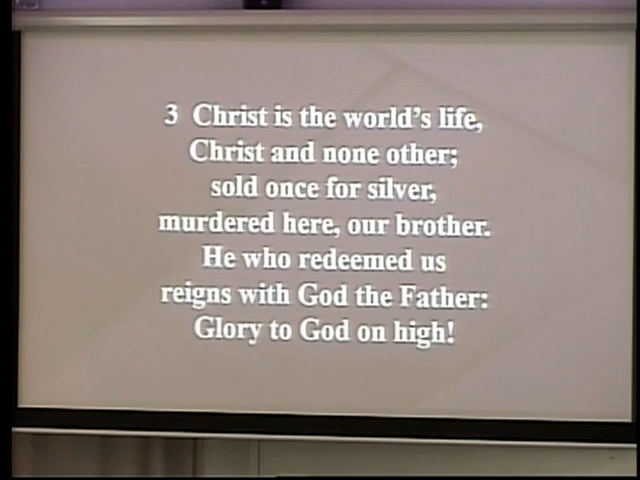 3 Christ is the world's life,
Christ and none other;
sold once for silver,
murdered here, our brother.
He who redeemed us
reigns with God the Father:
Glory to God on high!